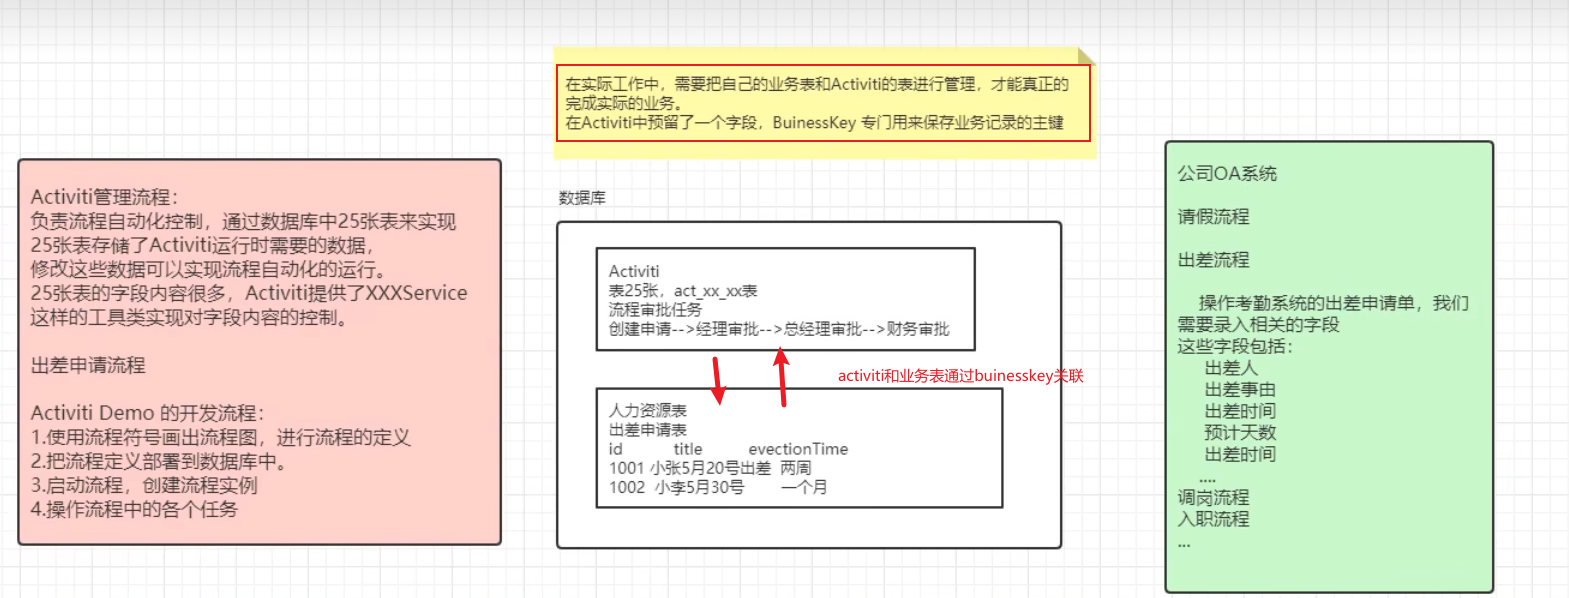 在实际工作中，需要把自己的业务表和Activiti的表进行管理，才能真正的
完成实际的业务。
在Activiti中预留了一个字段，BuinessKey 专门用来保存业务记录的主键
Activiti管理流程：
负责流程自动化控制，通过数据库中25张表来实现
25张表存储了Activiti运行时需要的数据，
修改这些数据可以实现流程自动化的运行。
25张表的字段内容很多，Activiti提供了XXXService
这样的工具类实现对字段内容的控制。
出差申请流程
Activiti Demo 的开发流程：
1.使用流程符号画出流程图，进行流程的定义
2.把流程定义部署到数据库中。
3.启动流程，创建流程实例
4.操作流程中的各个任务
数据库
Activiti
表25张，act_xx_xx表
流程审批任务
创建申请-->经理审批-->总经理审批-->财务审批
activiti和业务表通过buinesskey关联
人力资源表
出差申请表
id title evectionTime
1001 小张5月20号出差 两周
1002 小李5月30号 一个月
公司OA系统
请假流程
出差流程
操作考勤系统的出差申请单，我们
需要录入相关的字段
这些字段包括：
出差人
出差事由
出差时间
预计天数
出差时间
....
调岗流程
入职流程
...